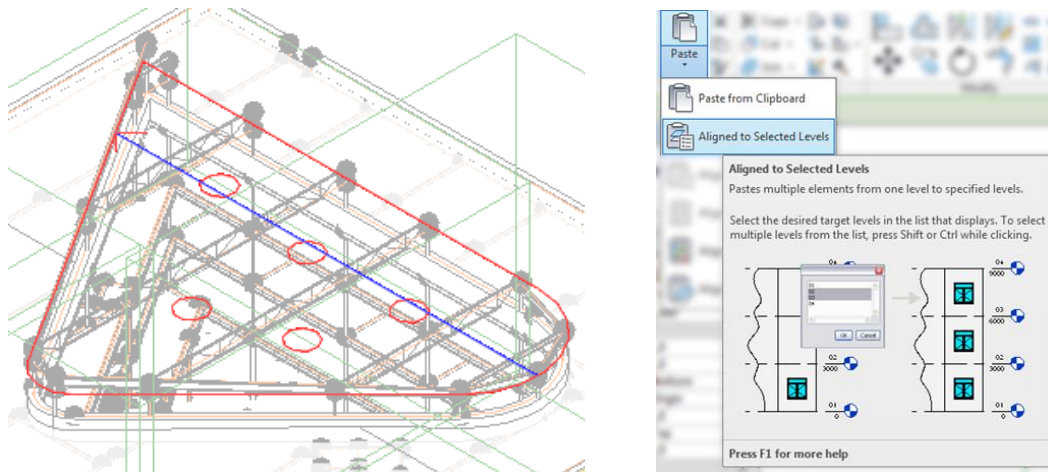 Paste
Paste from Clipboard
Aligned to Selected Levels
Aligned to Selected Levels
Pastes multiple elements from one level to specified levels.
Select the desired target levels in the list that displays. To select
multiple levels from the list, press Shift or Ctrl while clicking.
04
04
9000
01
02
03
04
OK Cancel
03
6000
02
3000
02
3000
01
0
01
0
Press F1 for more help